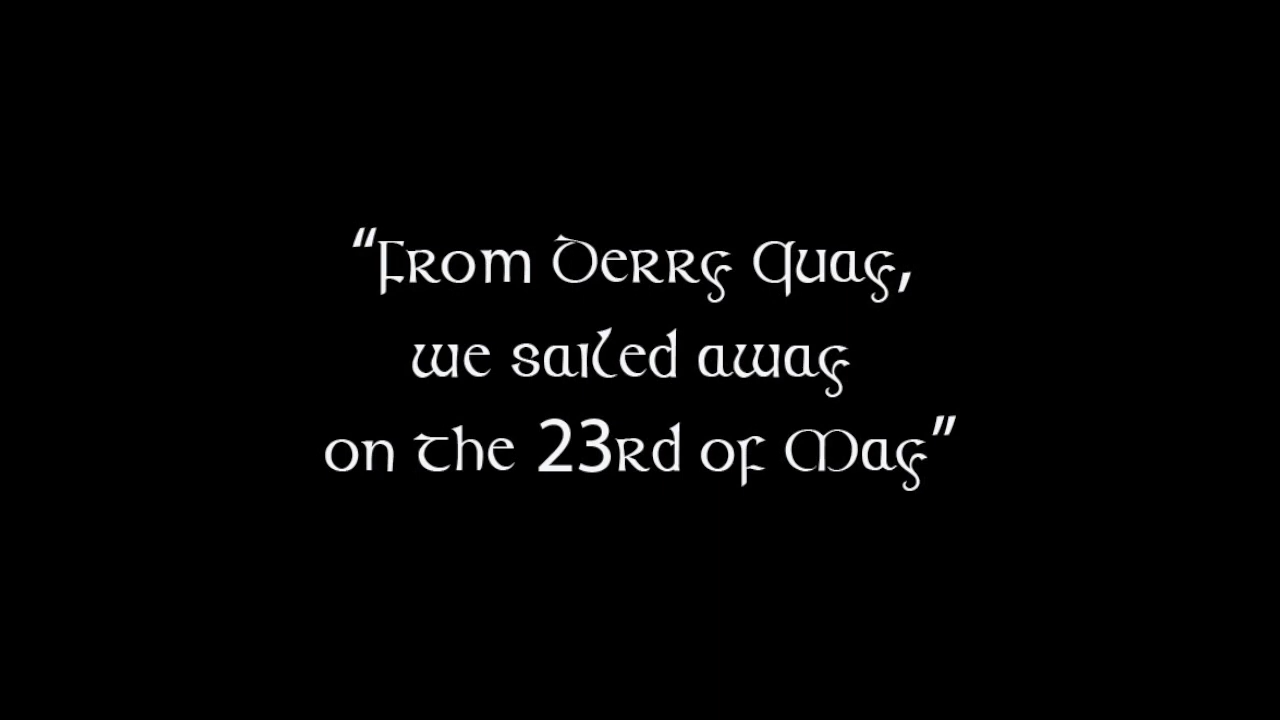 “From Derry Quay,
we sailed away
on the 23rd of May”